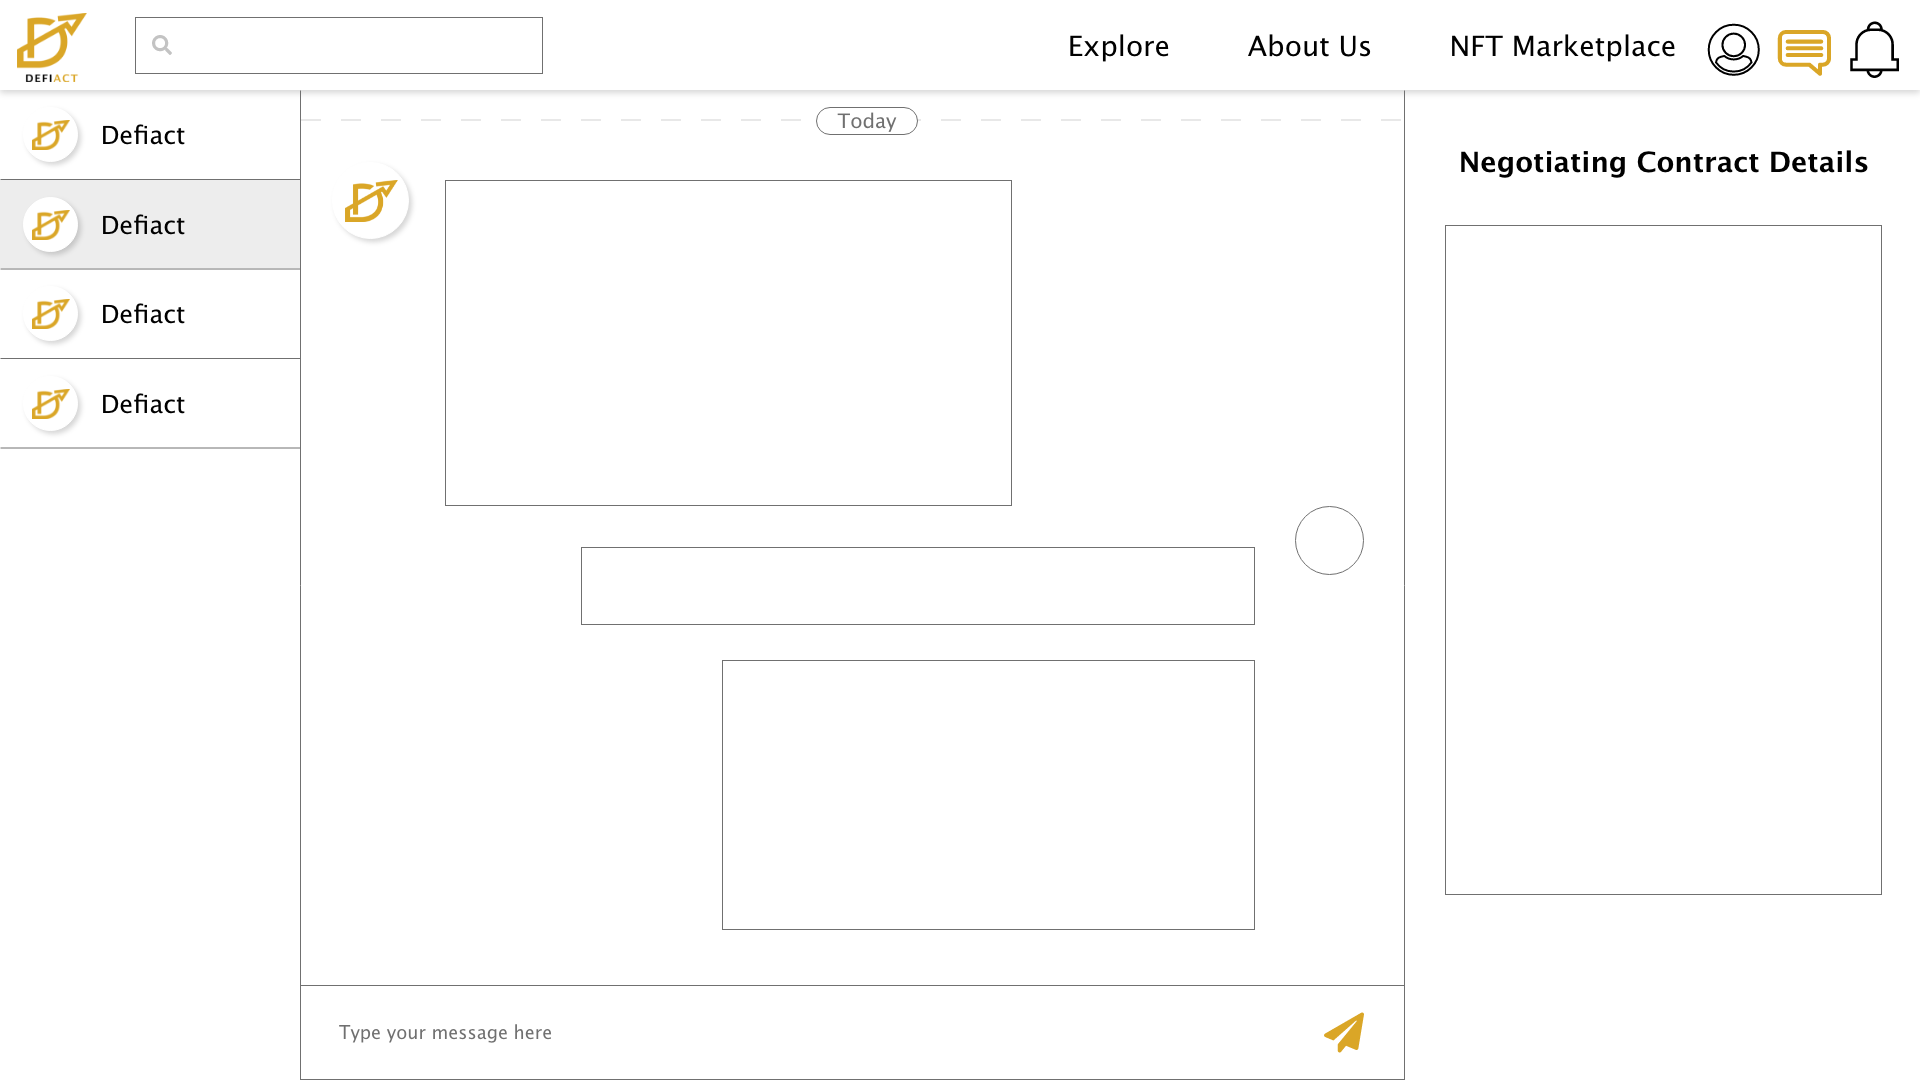 DEFIACT
Explore
About Us
NFT Marketplace
Defiact
Defiact
Defiact
Defiact
Today
Negotiating Contract Details
Type your message here